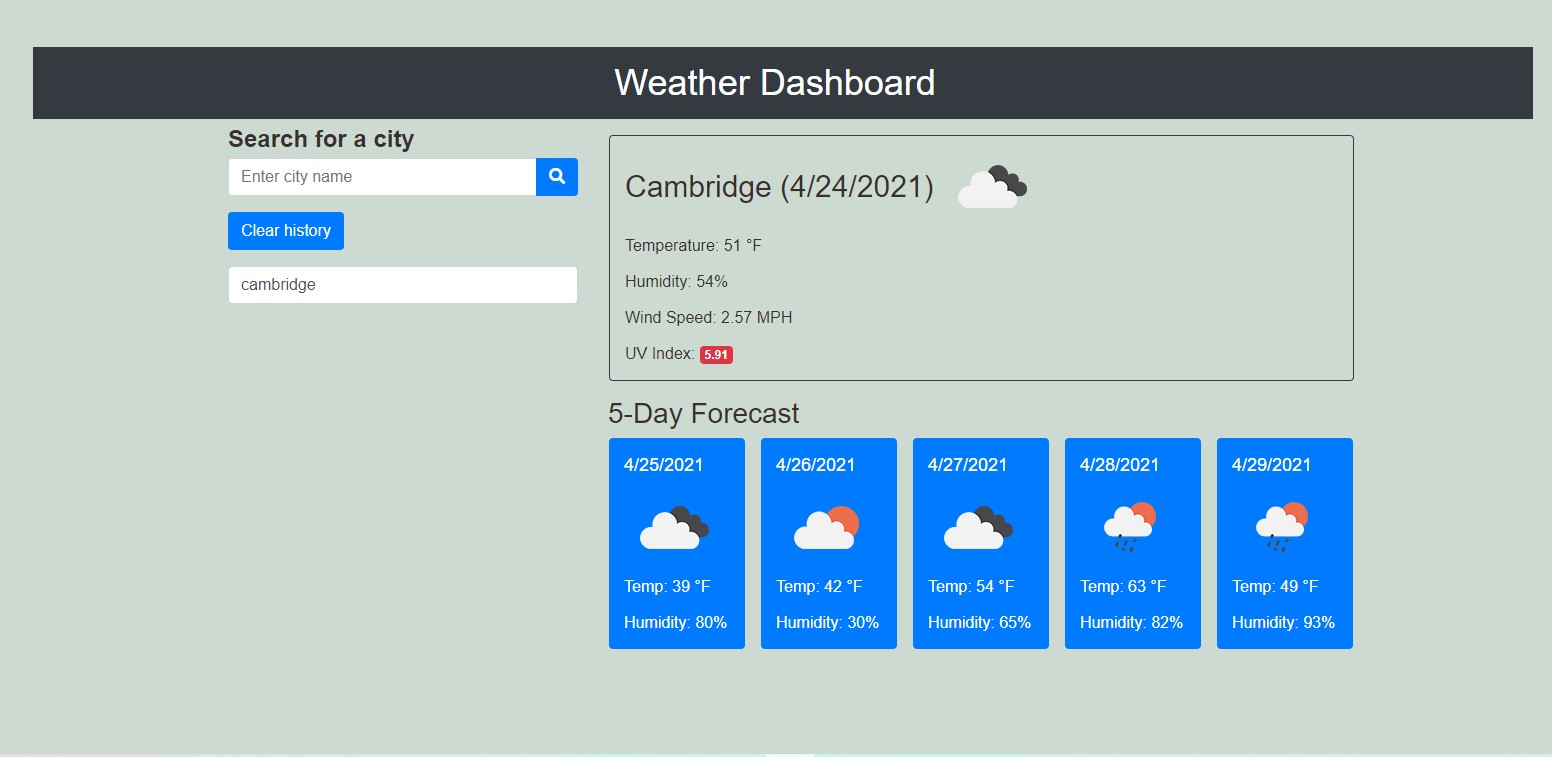 Weather Dashboard
Search for a city
Enter city name
Clear history
cambridge
Cambridge (4/24/2021)
Temperature: 51 °F
Humidity: 54%
Wind Speed: 2.57 MPH
UV Index: 5.91
5-Day Forecast
4/25/2021
Temp: 39 °F
Humidity: 80%
4/26/2021
Temp: 42 °F
Humidity: 30%
4/27/2021
Temp: 54 °F
Humidity: 65%
4/28/2021
Temp: 63 °F
Humidity: 82%
4/29/2021
Temp: 49 °F
Humidity: 93%